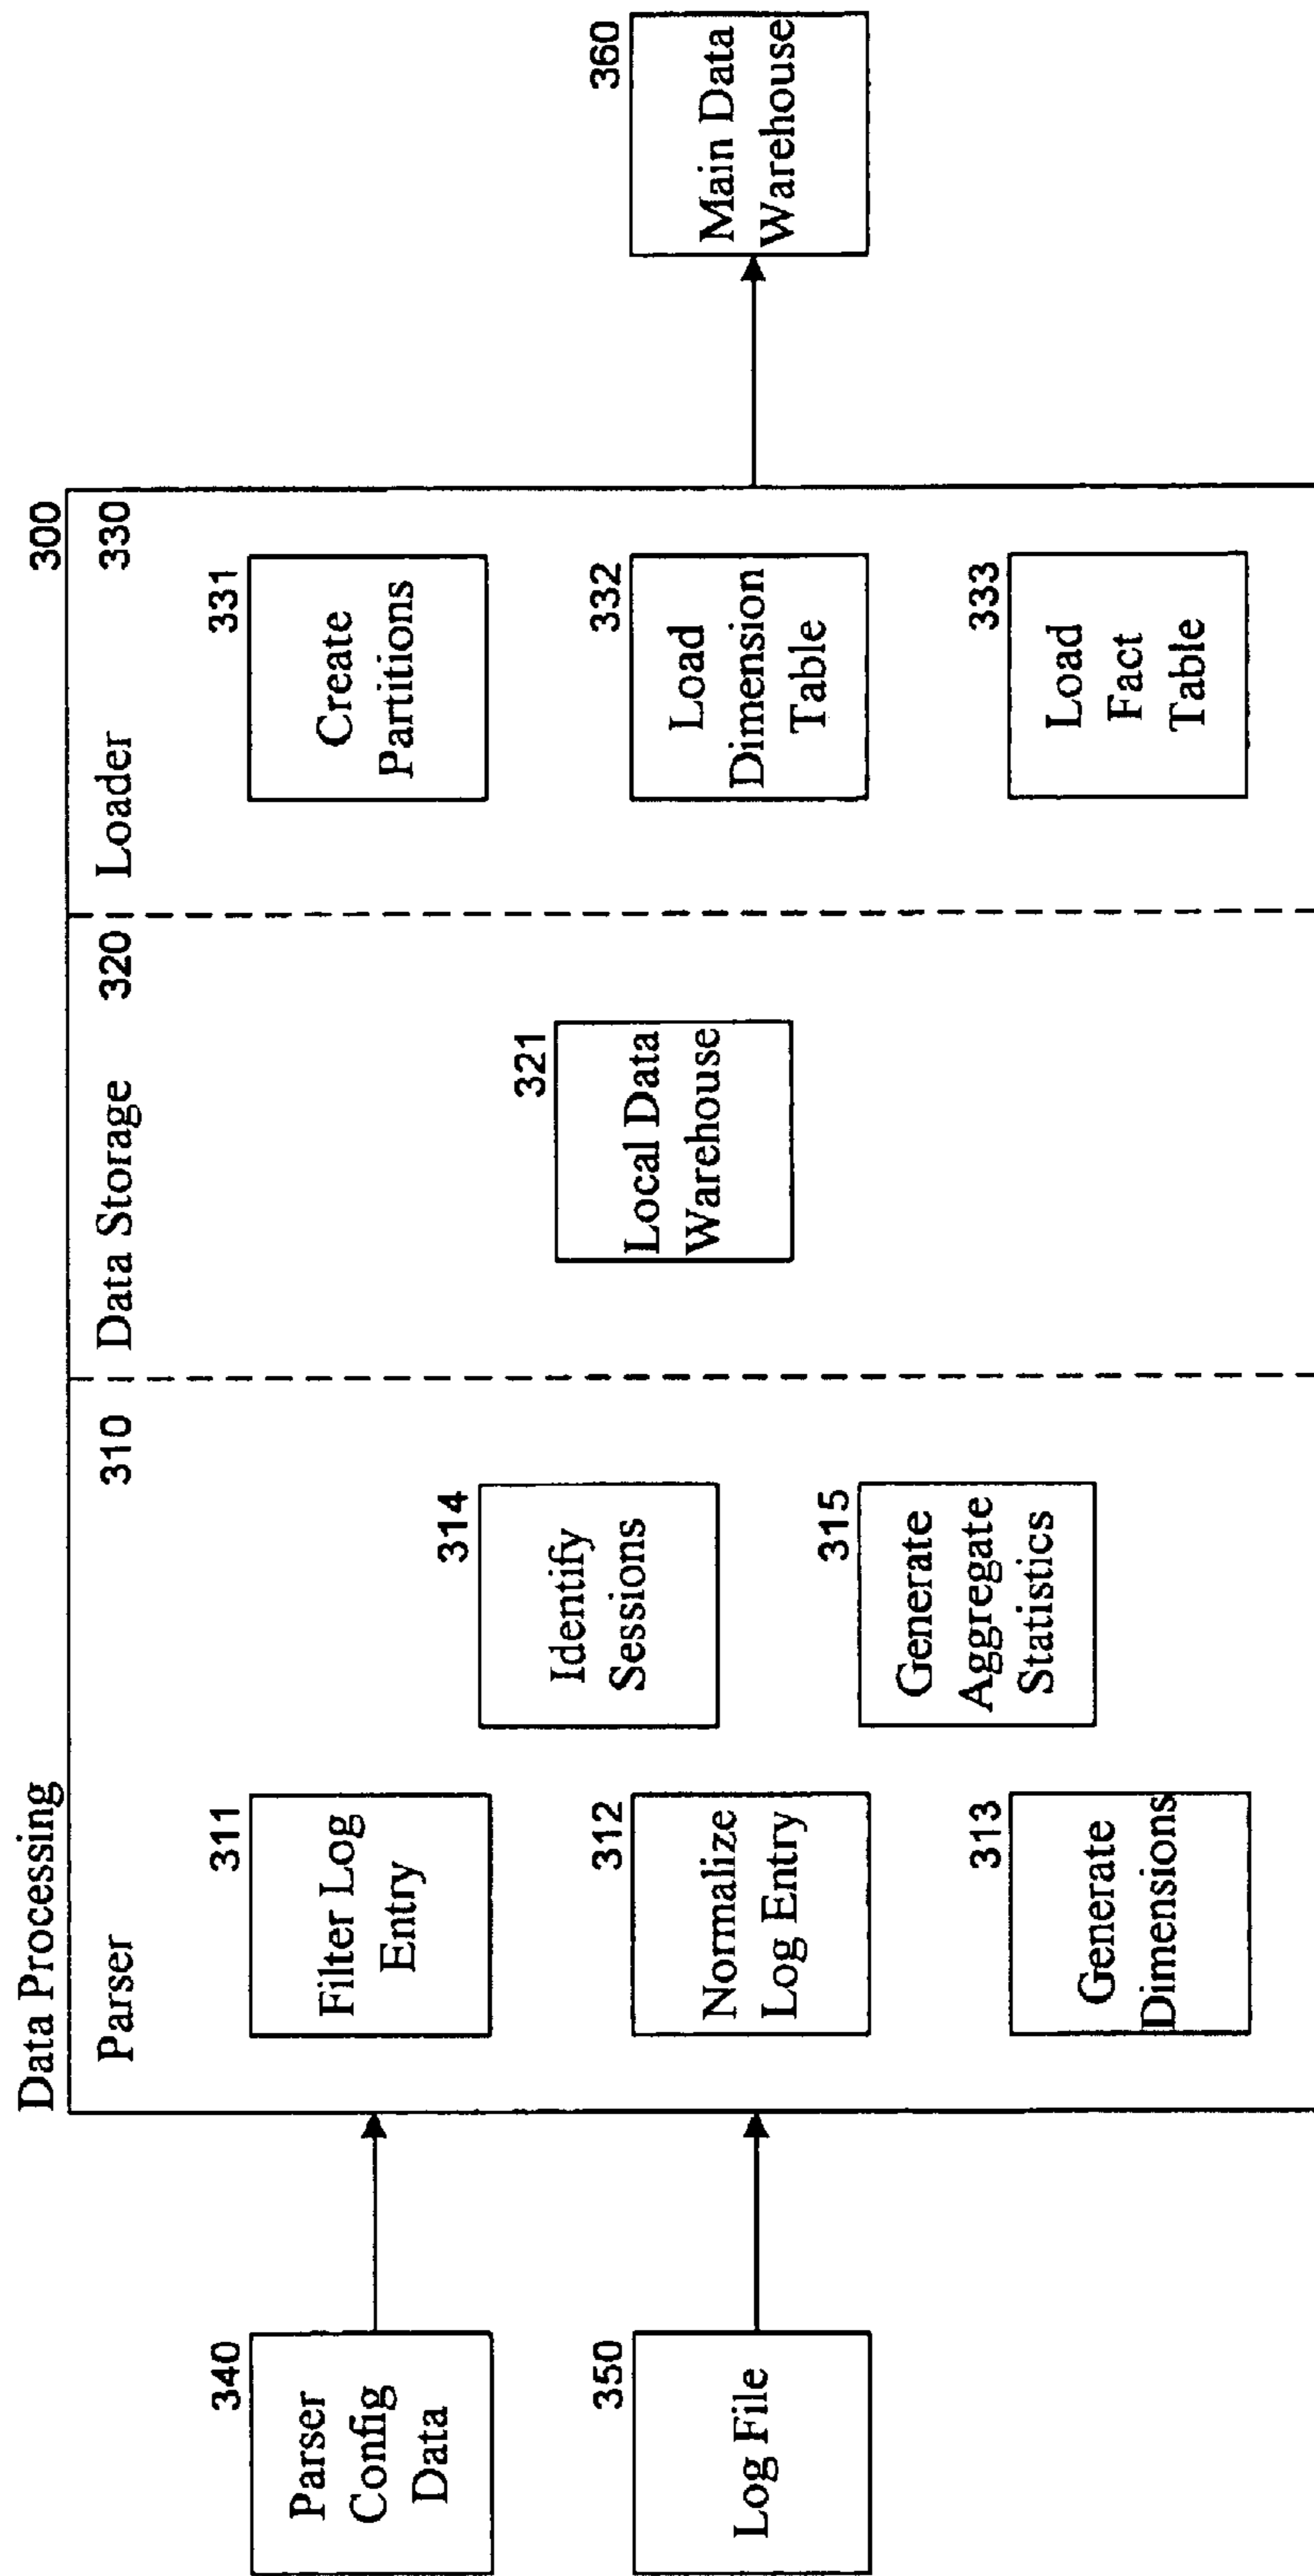 Data Processing
300
Parser
310
Data Storage
320
Loader
330
340
Parser
Config
Data
350
Log File
311
Filter Log
Entry
312
Normalize
Log Entry
313
Generate
Dimensions
314
Identify
Sessions
315
Generate
Aggregate
Statistics
321
Local Data
Warehouse
331
Create
Partitions
332
Load
Dimension
Table
333
Load
Fact
Table
360
Main Data
Warehouse